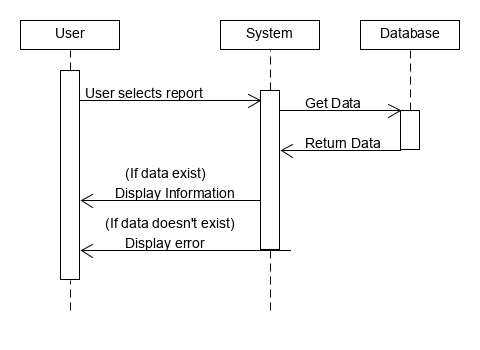 User
System
Database
User selects report
Get Data
Return Data
(If data exist)
Display Information
(If data doesn't exist)
Display error